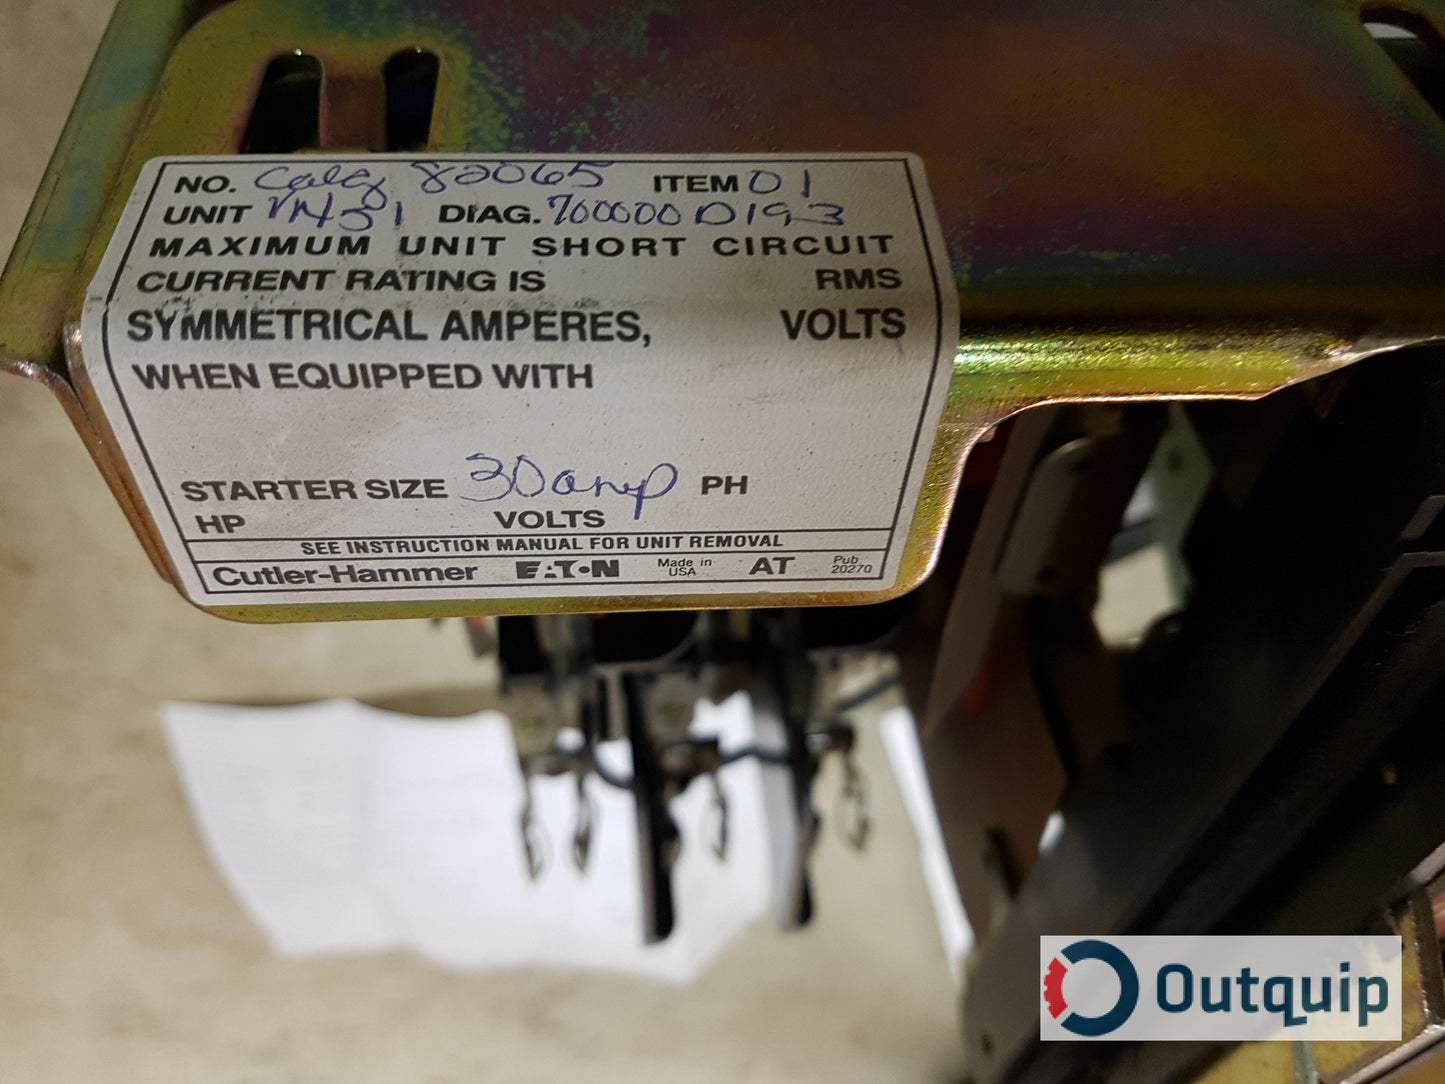 NO. Calg 82065 ITEM 01
UNIT DIAG. 700000D193
MAXIMUM UNIT SHORT CIRCUIT
CURRENT RATING IS RMS
SYMMETRICAL AMPERES, VOLTS
WHEN EQUIPPED WITH
STARTER SIZE 30amp PH
HP VOLTS
SEE INSTRUCTION MANUAL FOR UNIT REMOVAL
Cutler-Hammer EATON Made in USA AT Pub. 20270
Outquip